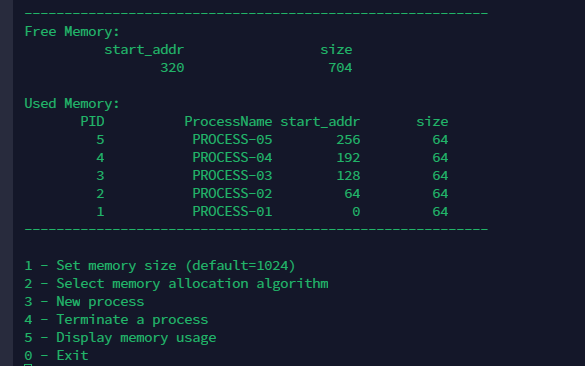 ------------------------------------------------------------
Free Memory:
start_addr size
320 704
Used Memory:
PID ProcessName start_addr size
5 PROCESS-05 256 64
4 PROCESS-04 192 64
3 PROCESS-03 128 64
2 PROCESS-02 64 64
1 PROCESS-01 0 64
------------------------------------------------------------
1 - Set memory size (default=1024)
2 - Select memory allocation algorithm
3 - New process
4 - Terminate a process
5 - Display memory usage
0 - Exit